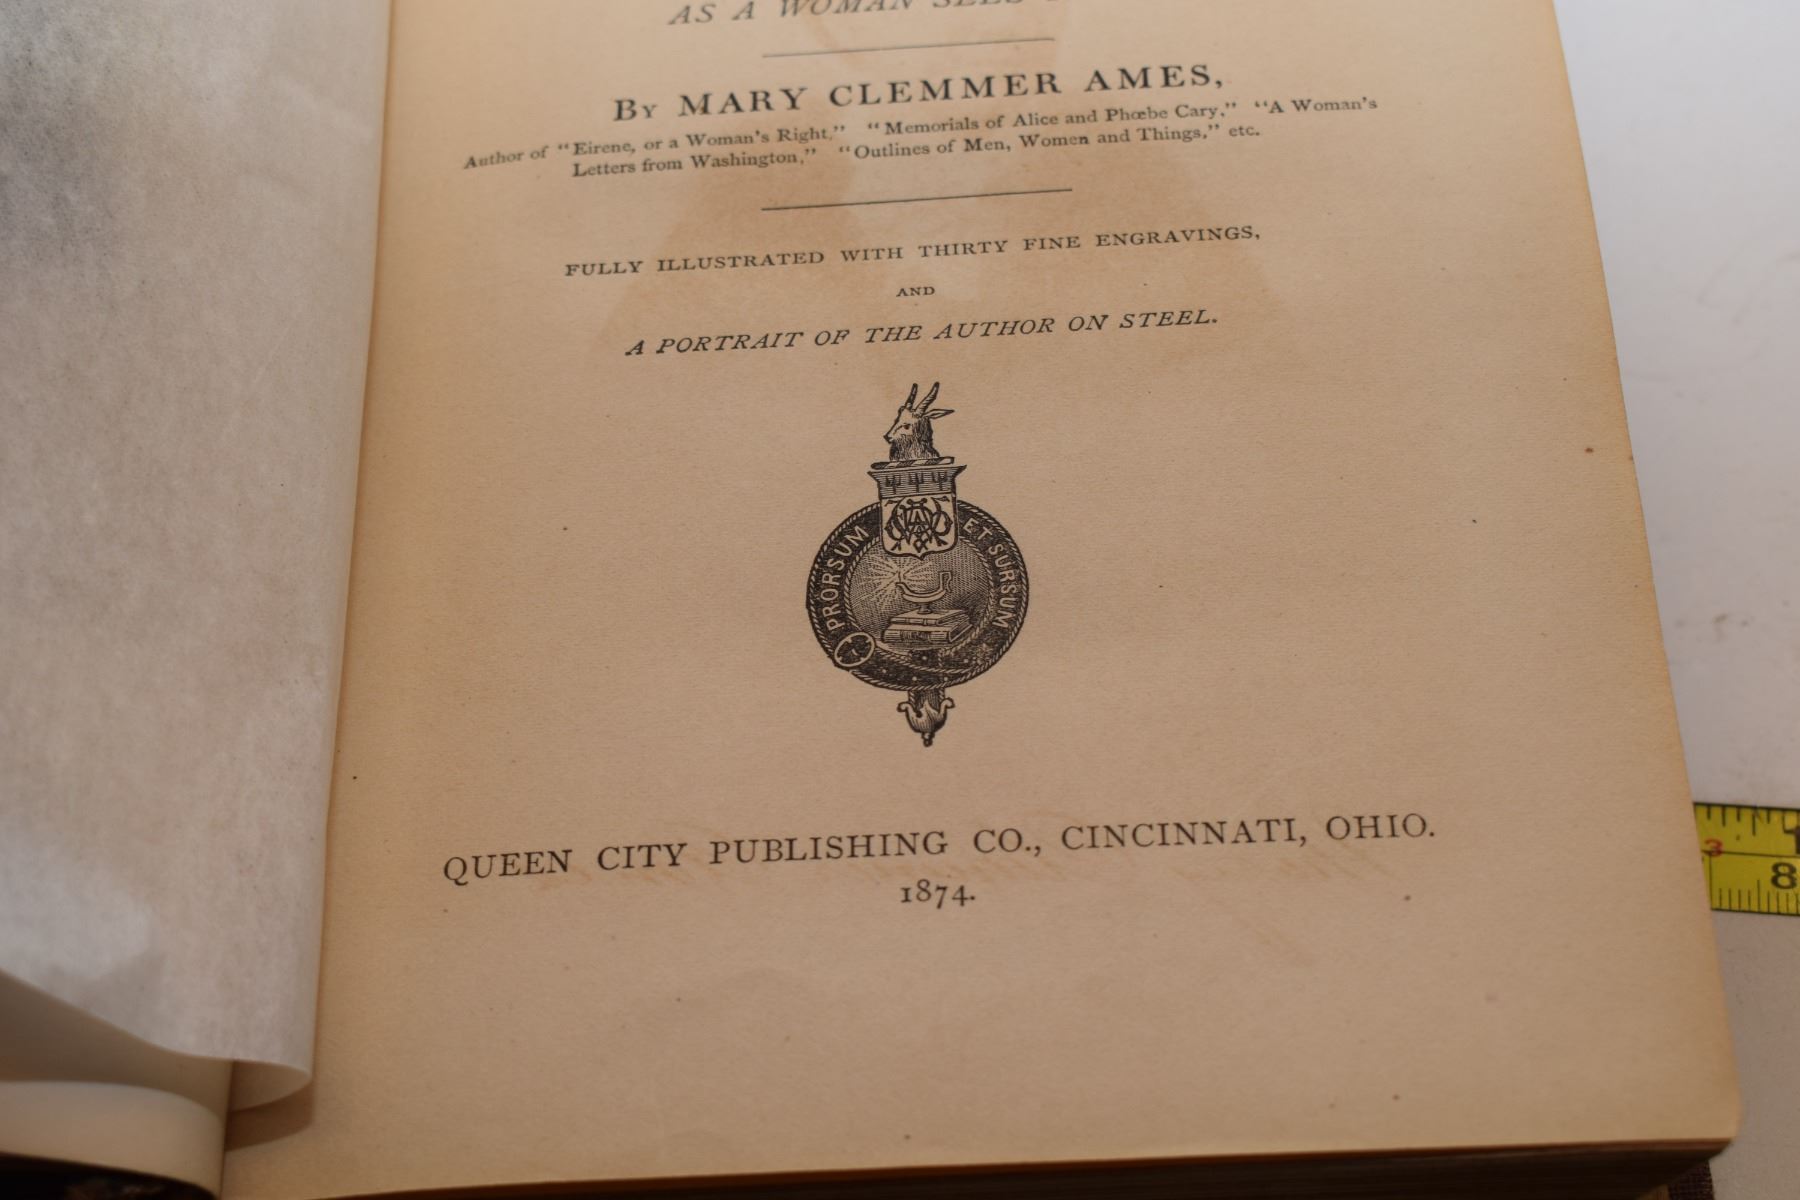 AS A WOMAN SEES
BY MARY CLEMMER AMES,
Author of "Eirene, or a Woman's Right," "Memorials of Alice and Phœbe Cary," "A Woman's
Letters from Washington," "Outlines of Men, Women and Things," etc.
FULLY ILLUSTRATED WITH THIRTY FINE ENGRAVINGS,
AND
A PORTRAIT OF THE AUTHOR ON STEEL.
PRORSUM ET SURSUM
QUEEN CITY PUBLISHING CO., CINCINNATI, OHIO.
1874.
3
8